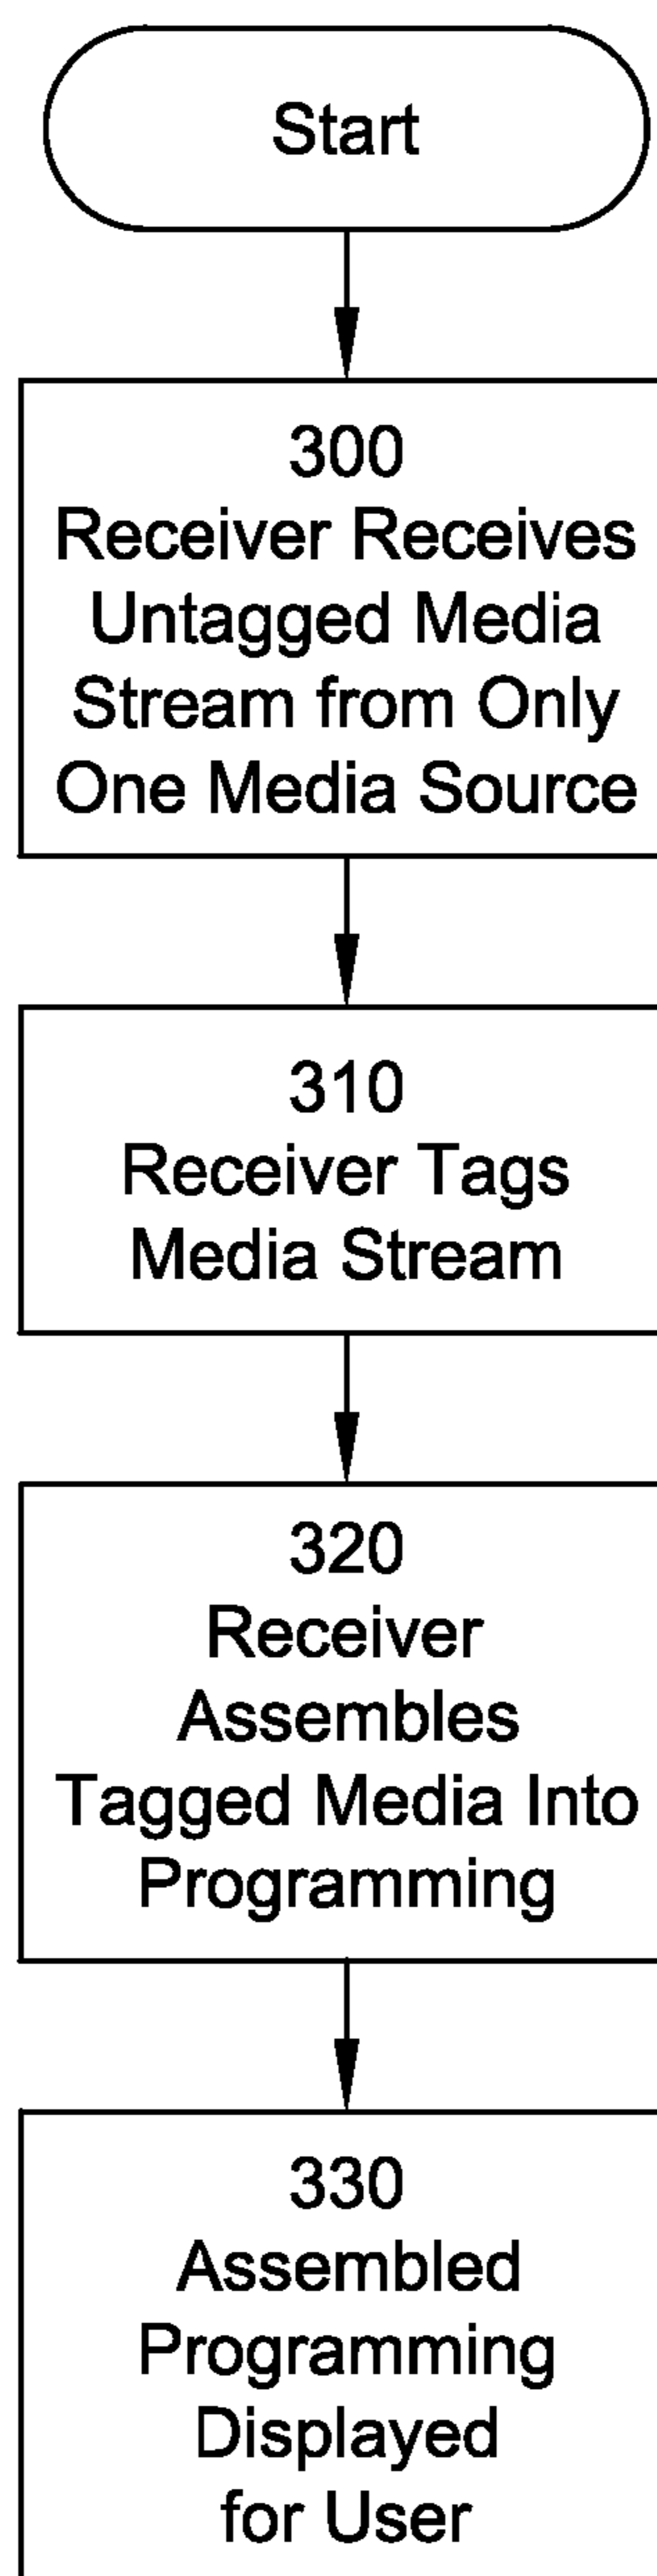 Start
300
Receiver Receives
Untagged Media
Stream from Only
One Media Source
310
Receiver Tags
Media Stream
320
Receiver
Assembles
Tagged Media Into
Programming
330
Assembled
Programming
Displayed
for User